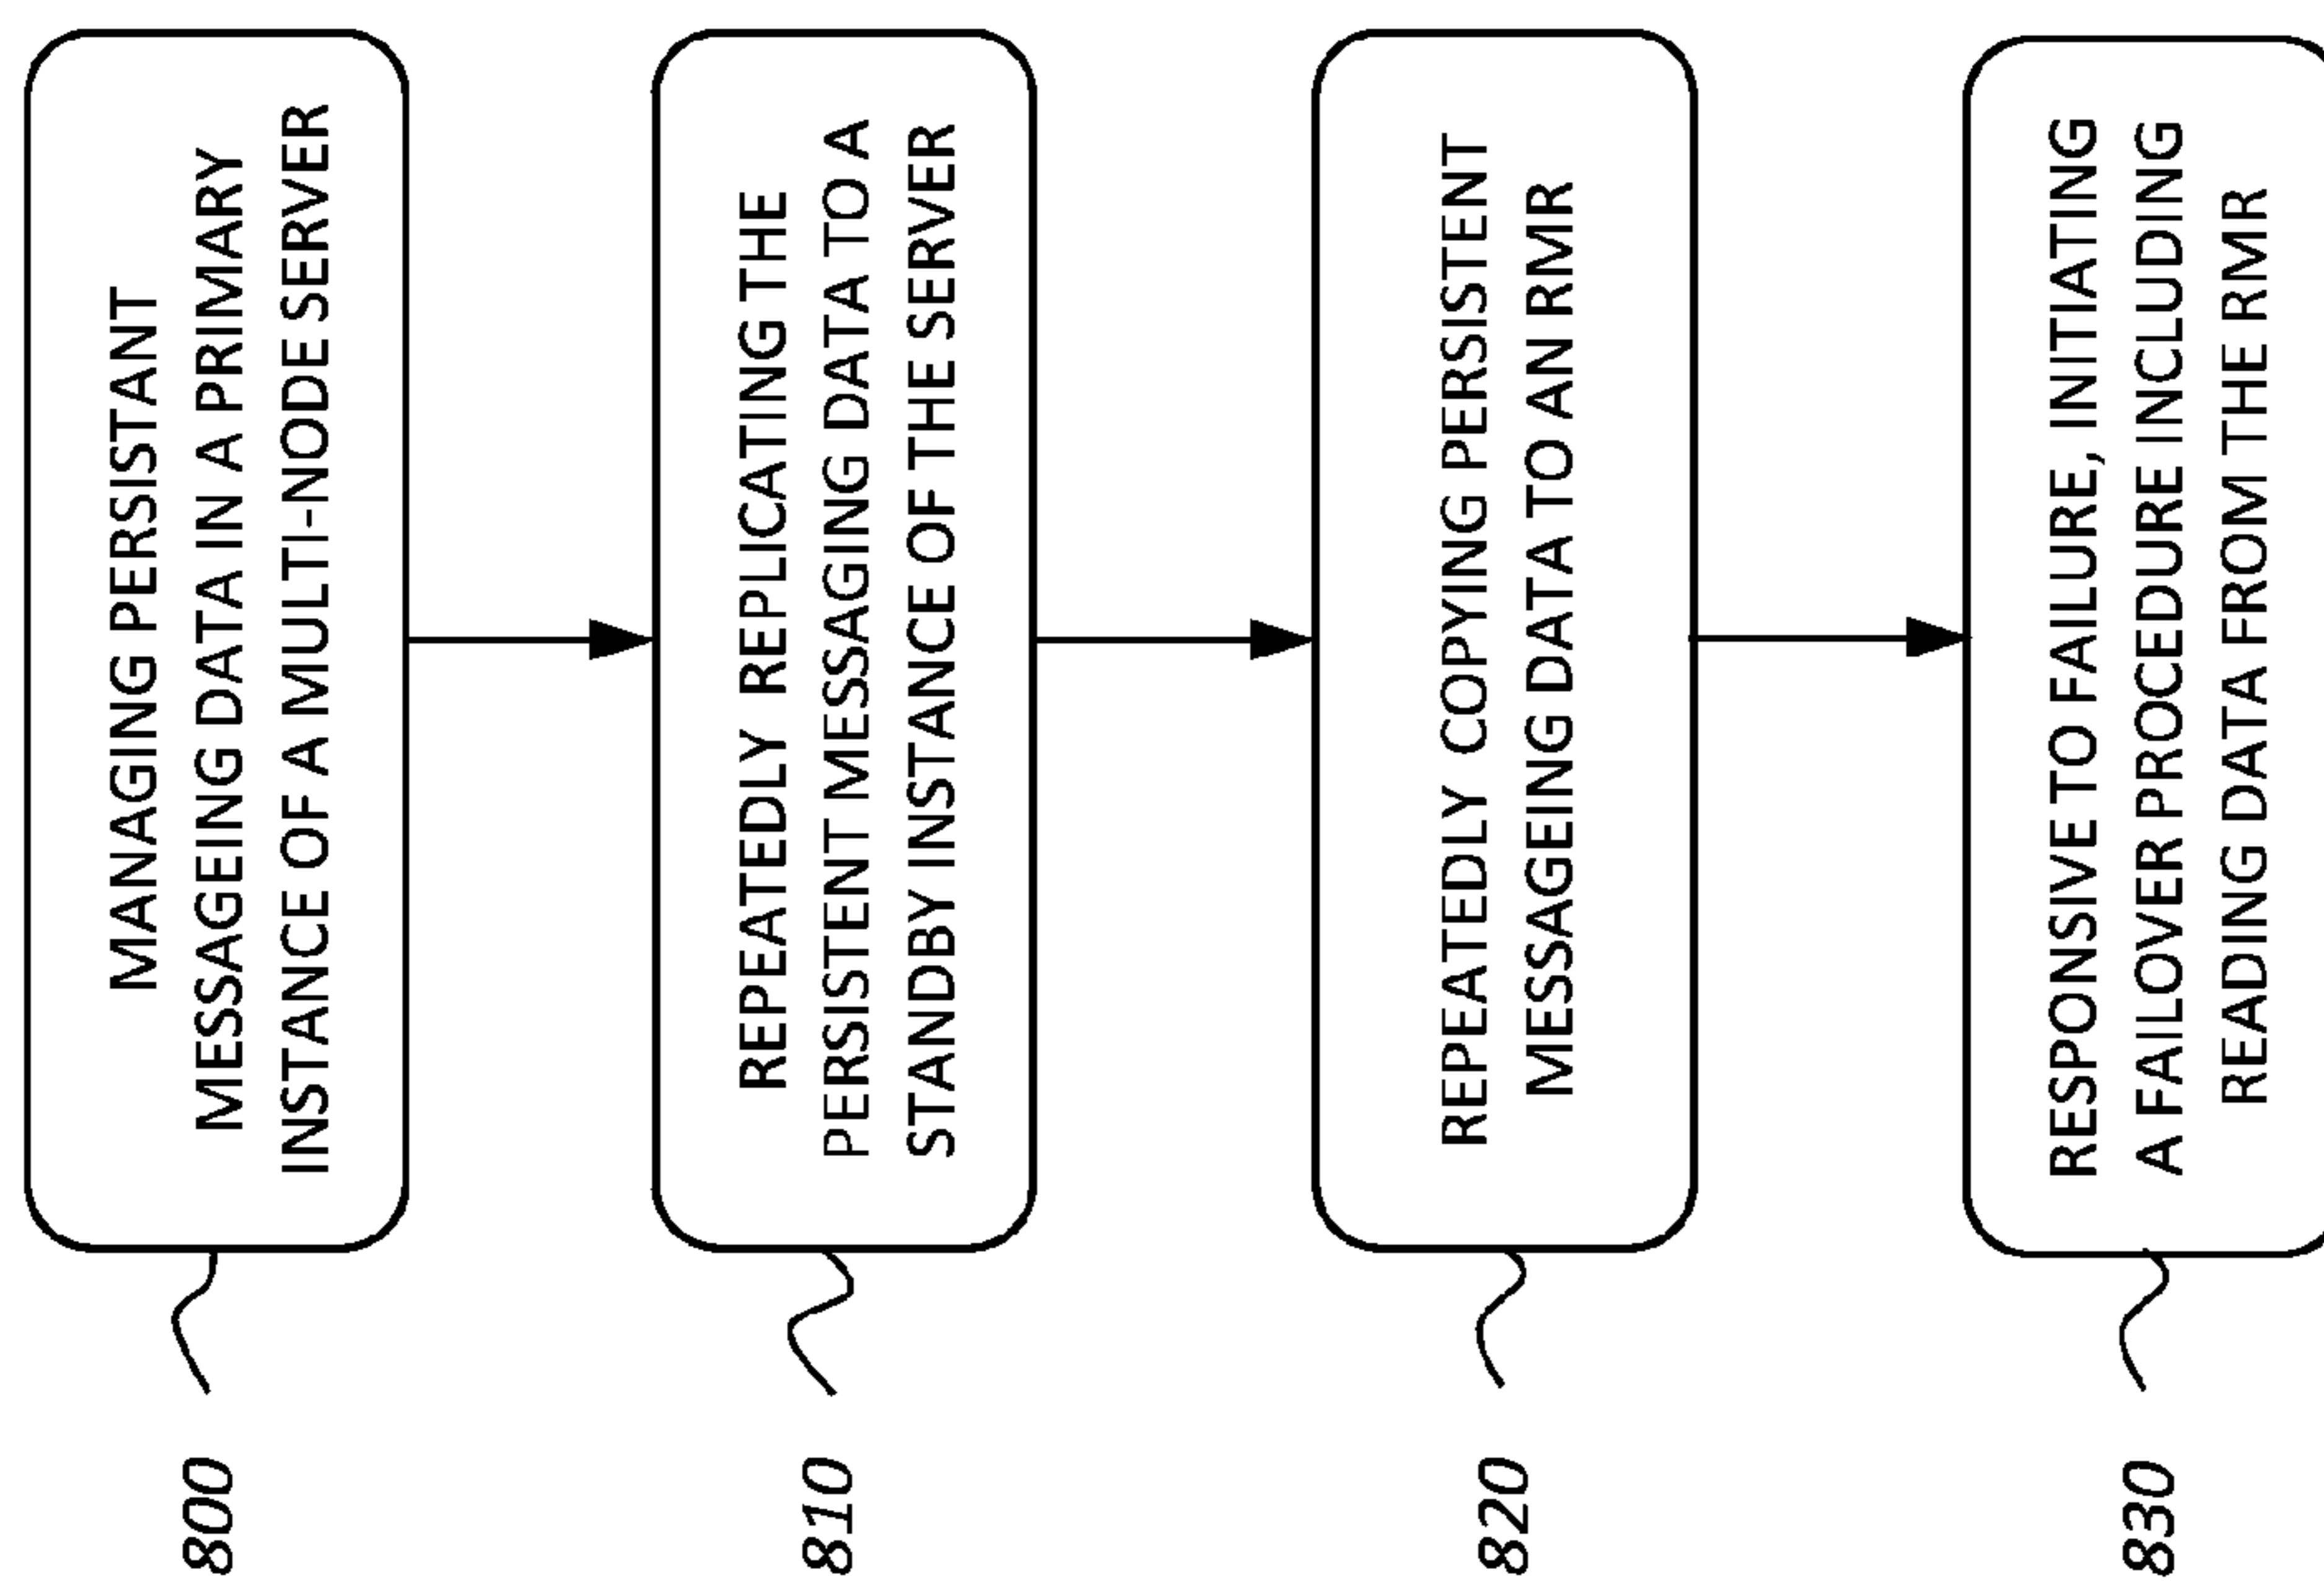 800
MANAGING PERSISTANT
MESSAGEING DATA IN A PRIMARY
INSTANCE OF A MULTI-NODE SERVER
810
REPEATEDLY REPLICATING THE
PERSISTENT MESSAGING DATA TO A
STANDBY INSTANCE OF THE SERVER
820
REPEATEDLY COPYING PERSISTENT
MESSAGEING DATA TO AN RMR
830
RESPONSIVE TO FAILURE, INITIATING
A FAILOVER PROCEDURE INCLUDING
READING DATA FROM THE RMR